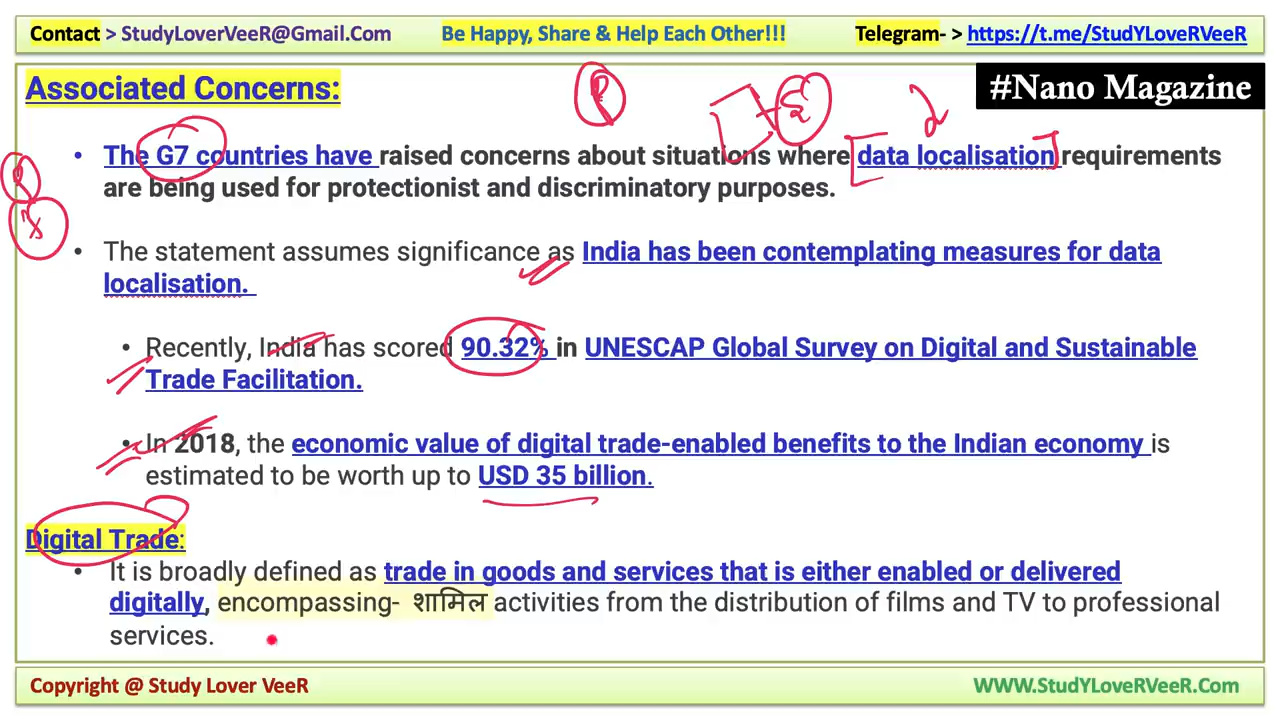 Contact > StudyLoverVeeR@Gmail.Com Be Happy, Share & Help Each Other!!! Telegram- > https://t.me/StudYLoveRVeeR
Associated Concerns:
#Nano Magazine
• The G7 countries have raised concerns about situations where data localisation requirements
are being used for protectionist and discriminatory purposes.
• The statement assumes significance as India has been contemplating measures for data
localisation.
• Recently, India has scored 90.32% in UNESCAP Global Survey on Digital and Sustainable
Trade Facilitation.
• In 2018, the economic value of digital trade-enabled benefits to the Indian economy is
estimated to be worth up to USD 35 billion.
Digital Trade:
• It is broadly defined as trade in goods and services that is either enabled or delivered
digitally, encompassing- शामिल activities from the distribution of films and TV to professional
services.
Copyright @ Study Lover VeeR WWW.StudYLoveRVeeR.Com